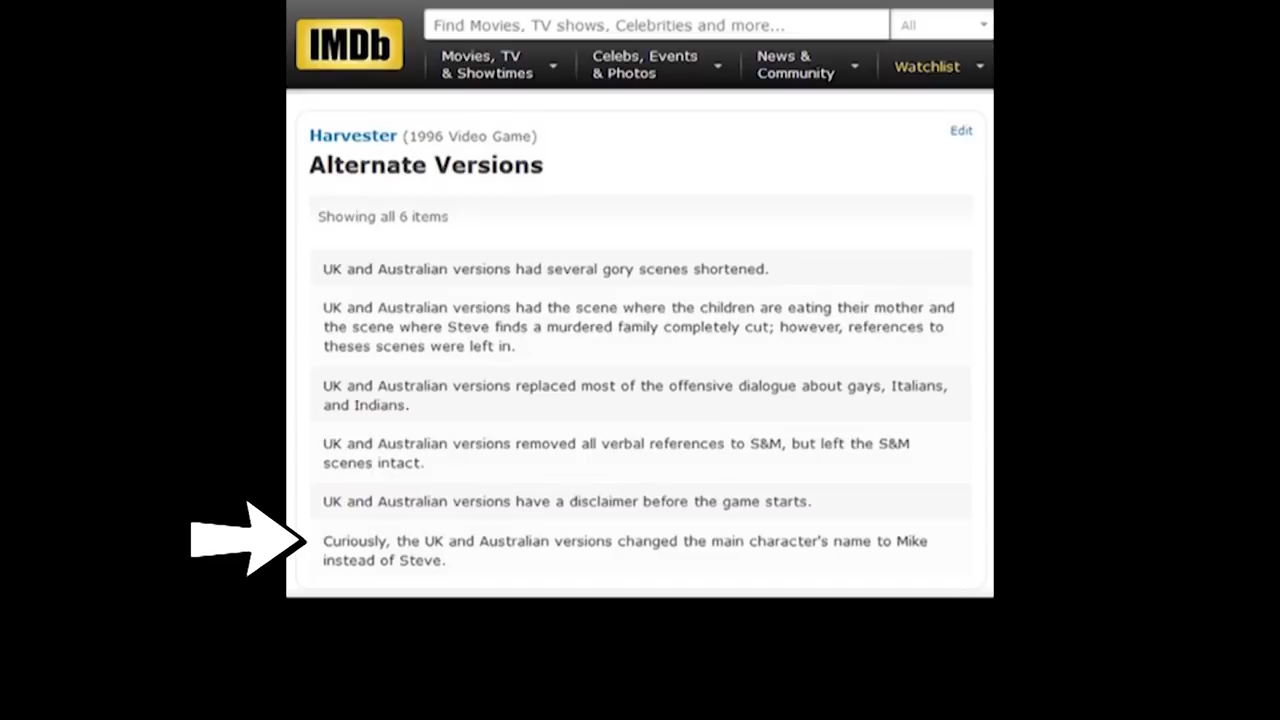 IMDb
Find Movies, TV shows, Celebrities and more...
All
Movies, TV
& Showtimes
Celebs, Events
& Photos
News &
Community
Watchlist
Harvester (1996 Video Game)
Edit
Alternate Versions
Showing all 6 items
UK and Australian versions had several gory scenes shortened.
UK and Australian versions had the scene where the children are eating their mother and
the scene where Steve finds a murdered family completely cut; however, references to
theses scenes were left in.
UK and Australian versions replaced most of the offensive dialogue about gays, Italians,
and Indians.
UK and Australian versions removed all verbal references to S&M, but left the S&M
scenes intact.
UK and Australian versions have a disclaimer before the game starts.
Curiously, the UK and Australian versions changed the main character's name to Mike
instead of Steve.